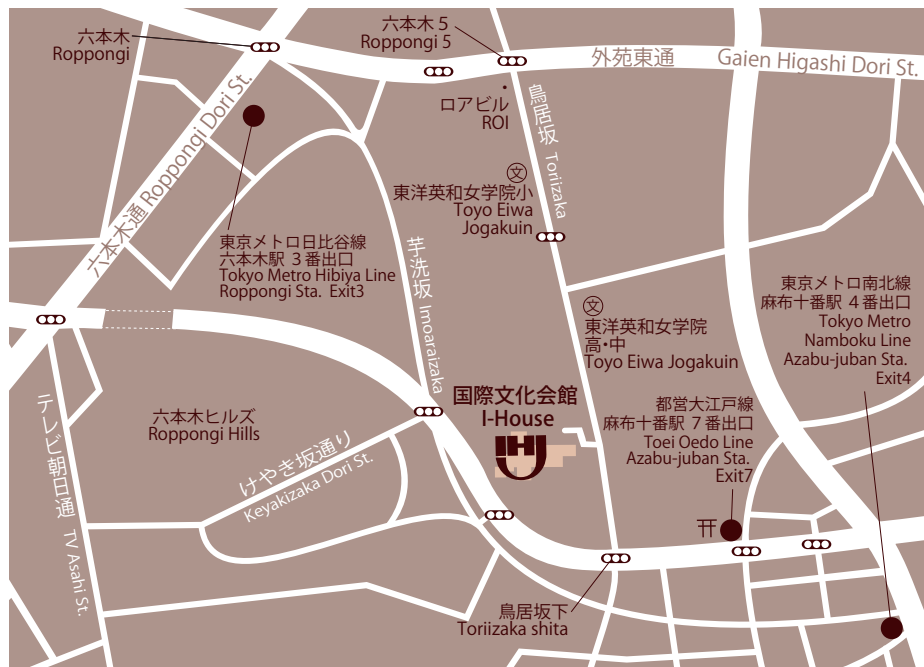 六本木
Roppongi
六本木 5
Roppongi 5
外苑東通 Gaien Higashi Dori St.
ロアビル
ROI
鳥居坂 Toriizaka
六本木通 Roppongi Dori St.
文
東洋英和女学院小
Toyo Eiwa
Jogakuin
東京メトロ日比谷線
六本木駅 3番出口
Tokyo Metro Hibiya Line
Roppongi Sta. Exit3
芋洗坂 Imoaraizaka
東京メトロ南北線
麻布十番駅 4番出口
Tokyo Metro
Namboku Line
Azabu-juban Sta.
Exit4
文
東洋英和女学院
高・中
Toyo Eiwa Jogakuin
国際文化会館
I-House
IHJ
六本木ヒルズ
Roppongi Hills
都営大江戸線
麻布十番駅 7番出口
Toei Oedo Line
Azabu-juban Sta.
Exit7
けやき坂通り
Keyakizaka Dori St.
テレビ朝日通 TV Asahi St.
鳥居坂下
Toriizaka shita